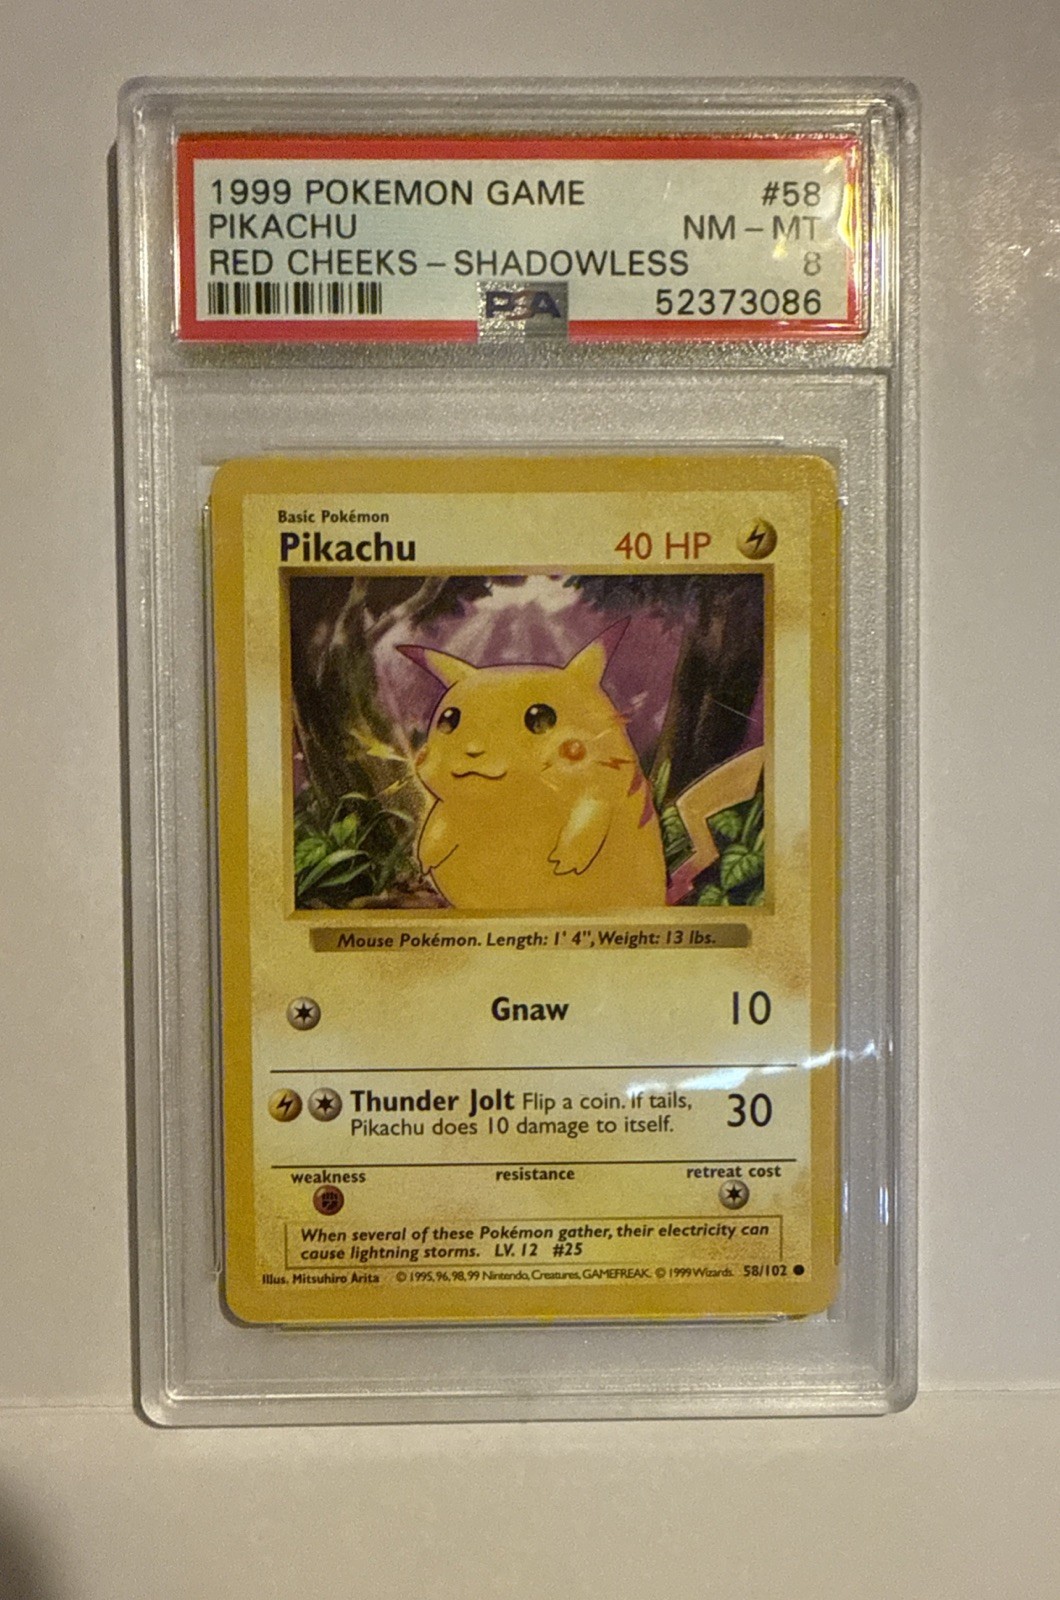 1999 POKEMON GAME #58
PIKACHU NM - MT
RED CHEEKS - SHADOWLESS 8
PSA 52373086
Basic Pokémon
Pikachu 40 HP
Mouse Pokémon. Length: 1' 4", Weight: 13 lbs.
Gnaw 10
Thunder Jolt Flip a coin. If tails, 30
Pikachu does 10 damage to itself.
weakness resistance retreat cost
When several of these Pokémon gather, their electricity can
cause lightning storms. LV. 12 #25
Illus. Mitsuhiro Arita © 1995, 96, 98, 99 Nintendo, Creatures, GAMEFREAK. © 1999 Wizards. 58/102